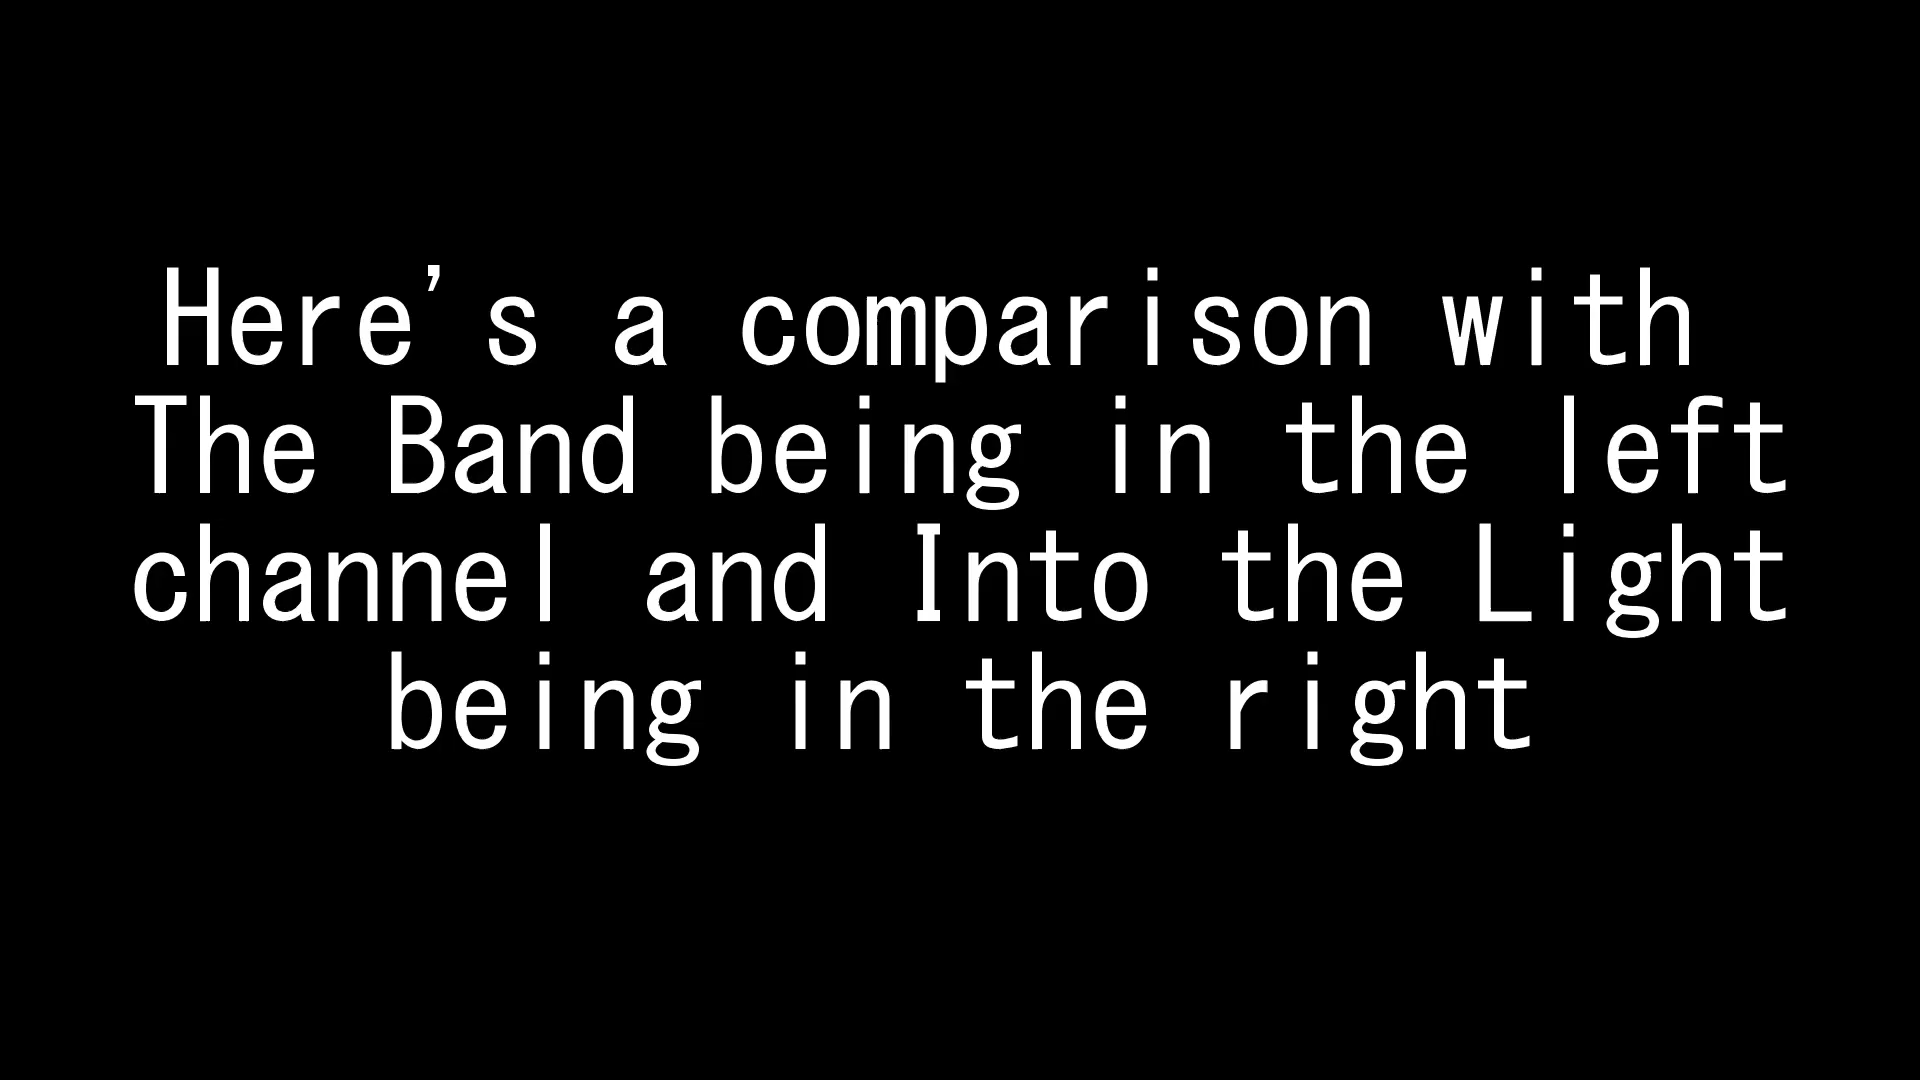 Here's a comparison with
The Band being in the left
channel and Into the Light
being in the right